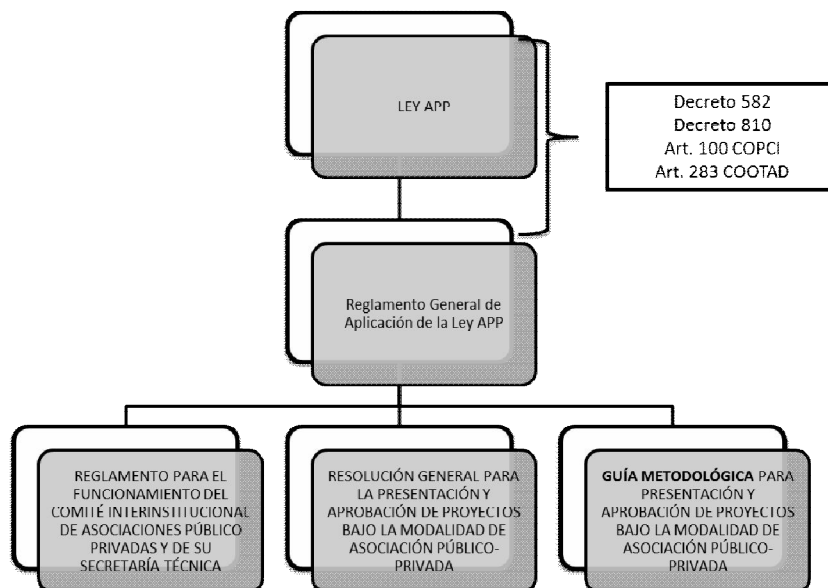 LEY APP
Decreto 582
Decreto 810
Art. 100 COPCI
Art. 283 COOTAD
Reglamento General de
Aplicación de la Ley APP
REGLAMENTO PARA EL
FUNCIONAMIENTO DEL
COMITÉ INTERINSTITUCIONAL
DE ASOCIACIONES PÚBLICO
PRIVADAS Y DE SU
SECRETARÍA TÉCNICA
RESOLUCIÓN GENERAL PARA
LA PRESENTACIÓN Y
APROBACIÓN DE PROYECTOS
BAJO LA MODALIDAD DE
ASOCIACIÓN PÚBLICO-
PRIVADA
GUÍA METODOLÓGICA PARA
PRESENTACIÓN Y
APROBACIÓN DE PROYECTOS
BAJO LA MODALIDAD DE
ASOCIACIÓN PÚBLICO-
PRIVADA